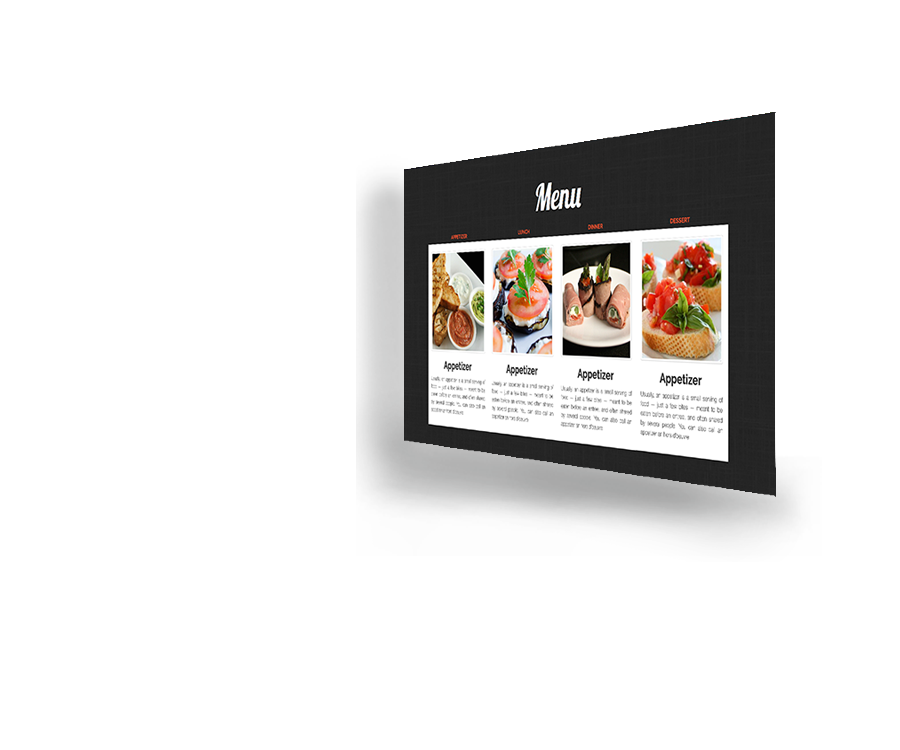 Menu
APPETIZER LUNCH DINNER DESSERT
Appetizer
Usually, an appetizer is a small serving of
food — just a few bites — meant to be
eaten before an entree, and often shared
by several people. You can also call an
appetizer an hors d'oeuvre
Appetizer
Usually, an appetizer is a small serving of
food — just a few bites — meant to be
eaten before an entree, and often shared
by several people. You can also call an
appetizer an hors d'oeuvre
Appetizer
Usually, an appetizer is a small serving of
food — just a few bites — meant to be
eaten before an entree, and often shared
by several people. You can also call an
appetizer an hors d'oeuvre
Appetizer
Usually, an appetizer is a small serving of
food — just a few bites — meant to be
eaten before an entree, and often shared
by several people. You can also call an
appetizer an hors d'oeuvre